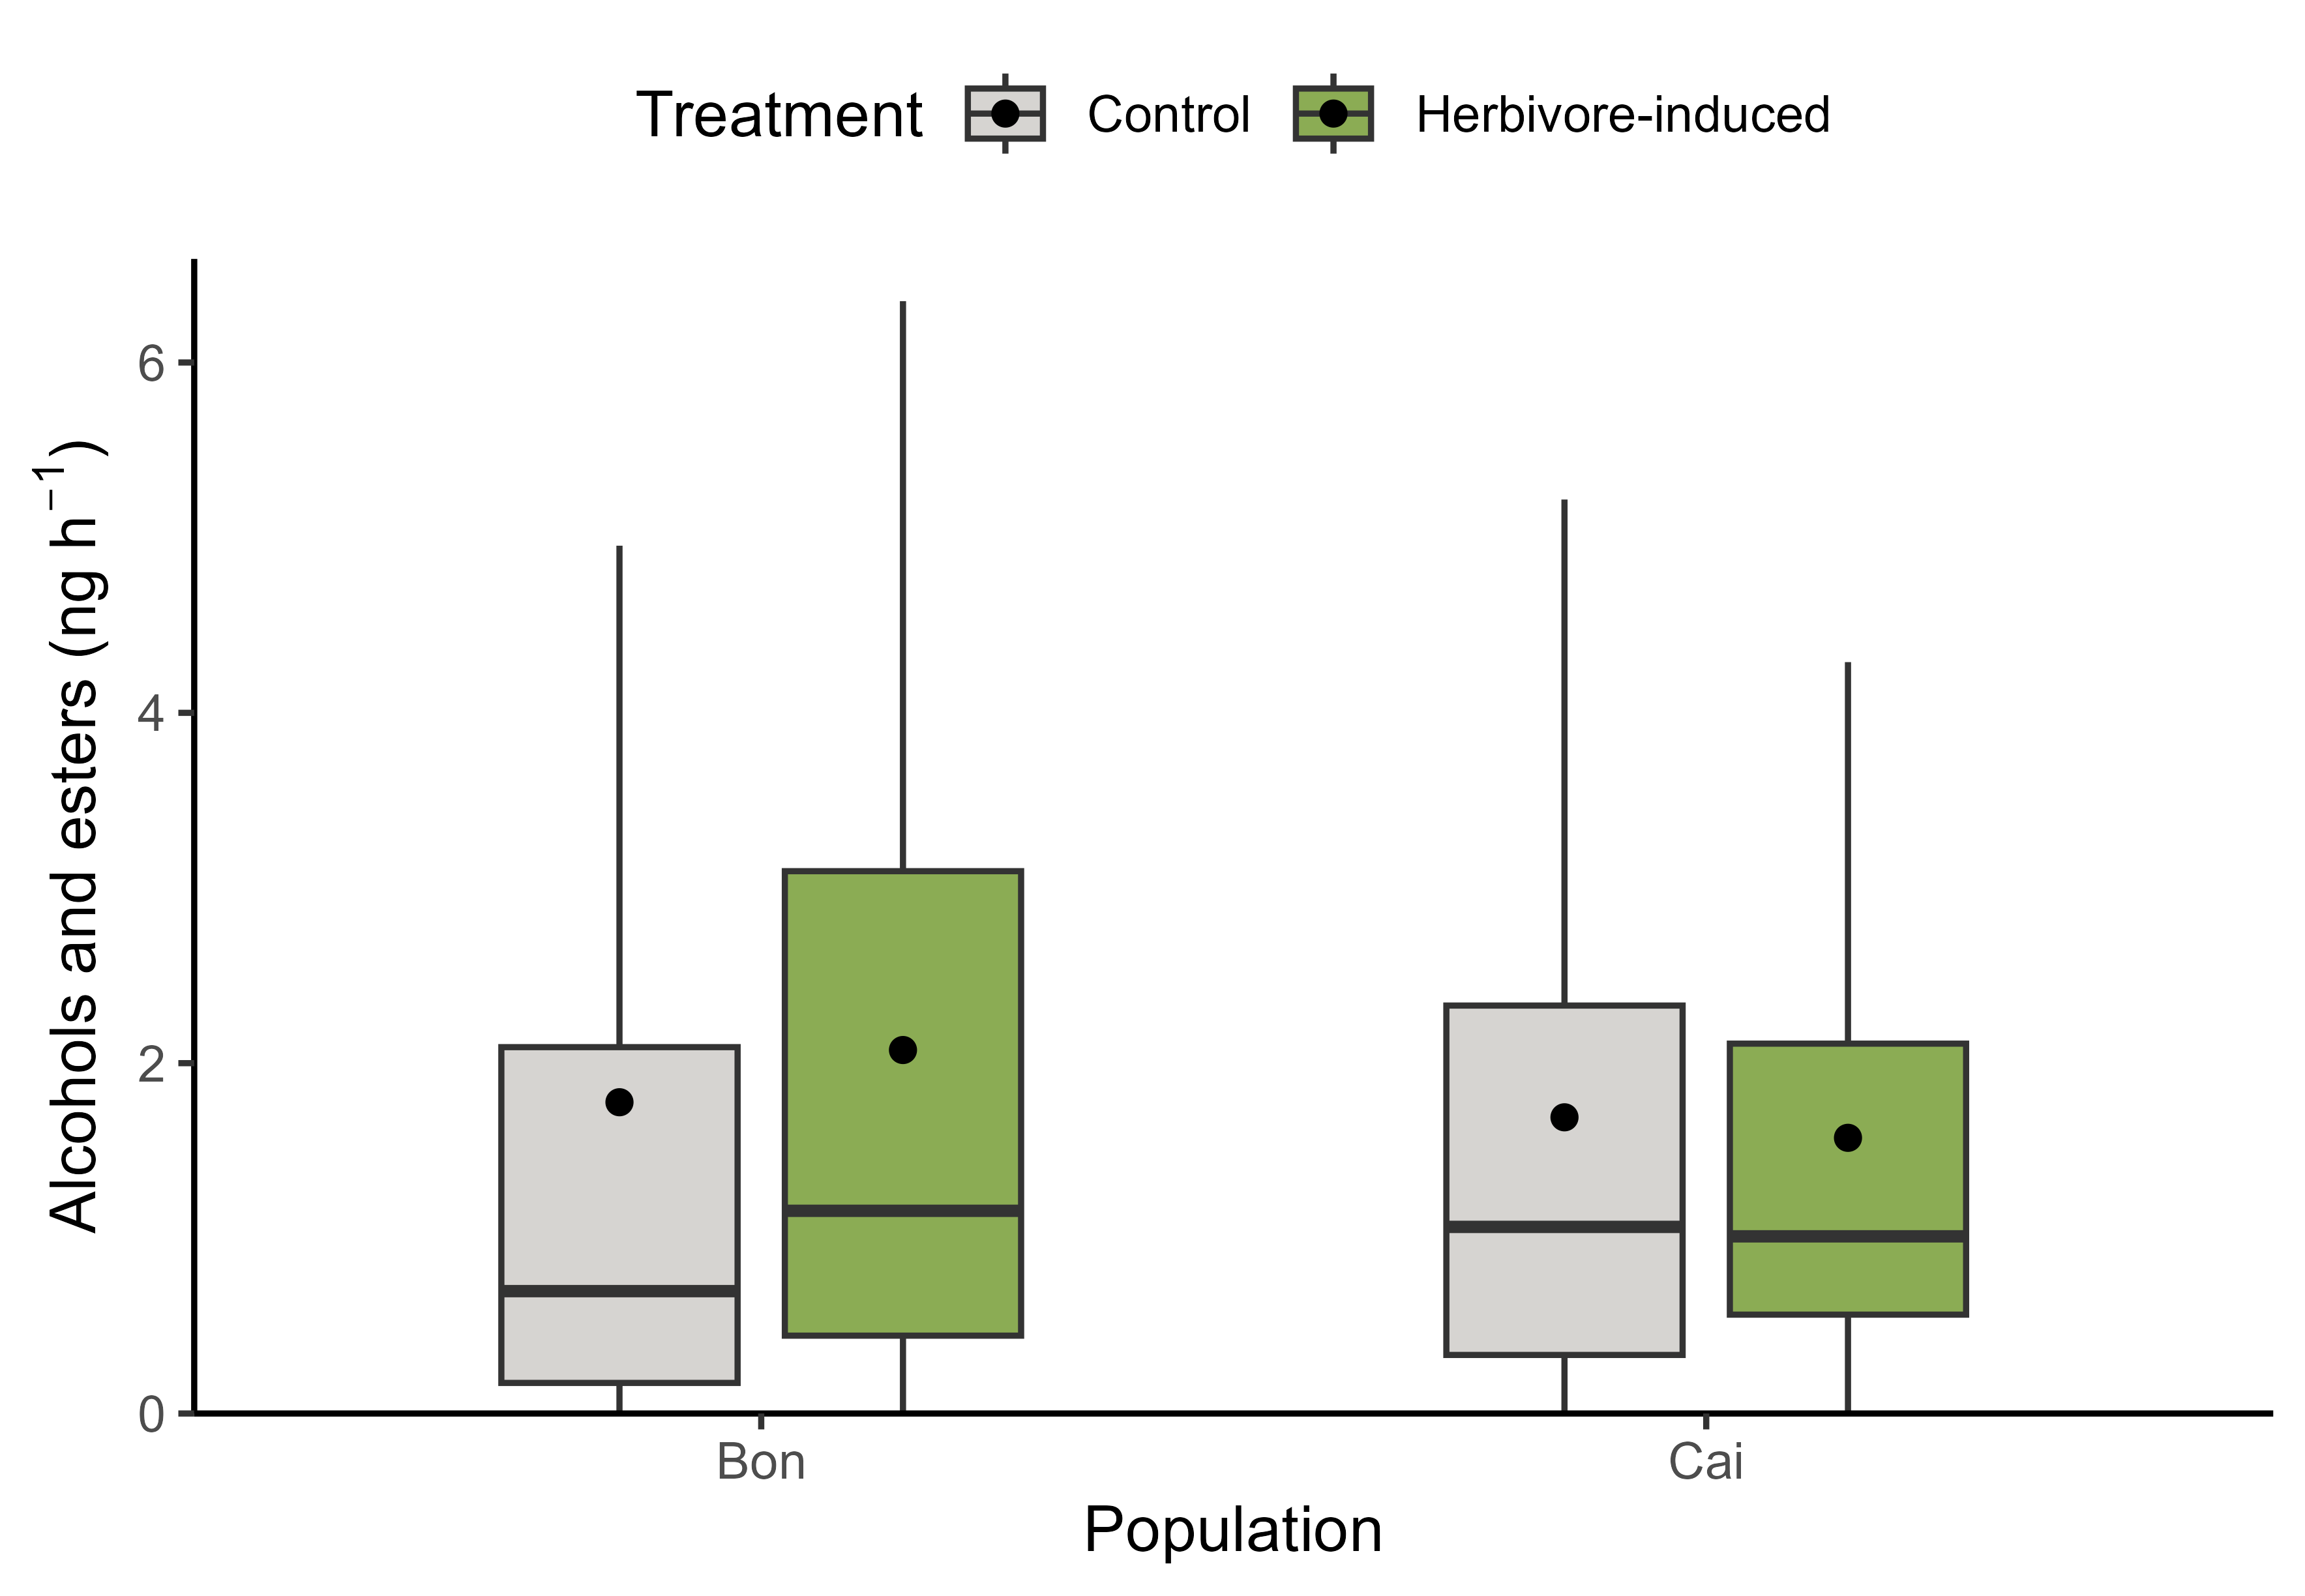 Treatment Control Herbivore-induced
Alcohols and esters (ng h⁻¹)
6
4
2
0
Bon Cai
Population